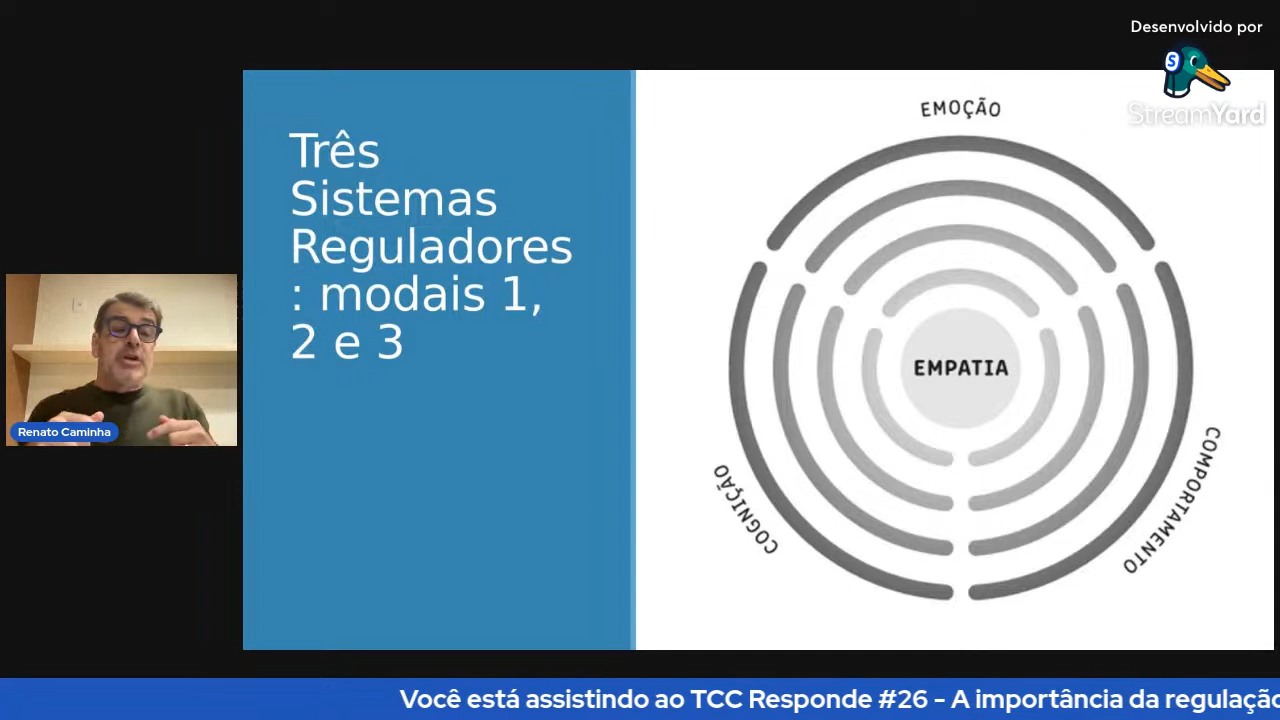 Desenvolvido por
S
StreamYard
Três
Sistemas
Reguladores
: modais 1,
2 e 3
EMOÇÃO
EMPATIA
COGNIÇÃO
COMPORTAMENTO
Renato Caminha
Você está assistindo ao TCC Responde #26 - A importância da regulação